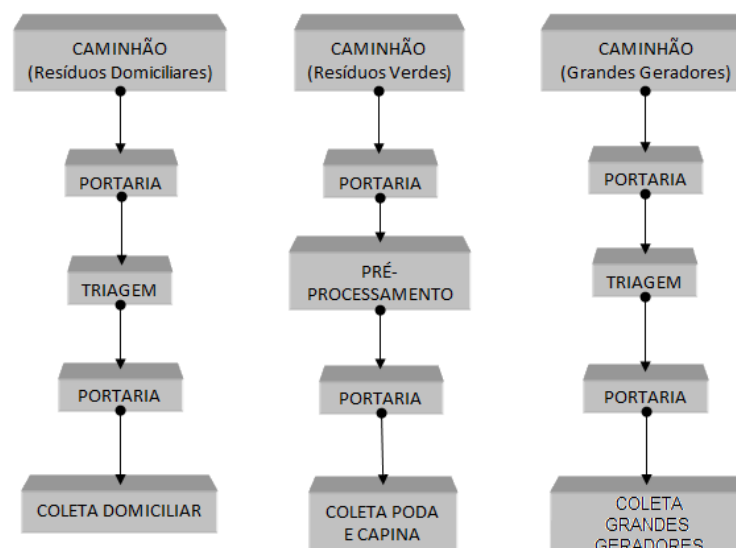 CAMINHÃO
(Resíduos Domiciliares)
PORTARIA
TRIAGEM
PORTARIA
COLETA DOMICILIAR
CAMINHÃO
(Resíduos Verdes)
PORTARIA
PRÉ-
PROCESSAMENTO
PORTARIA
COLETA PODA
E CAPINA
CAMINHÃO
(Grandes Geradores)
PORTARIA
TRIAGEM
PORTARIA
COLETA
GRANDES
GERADORES